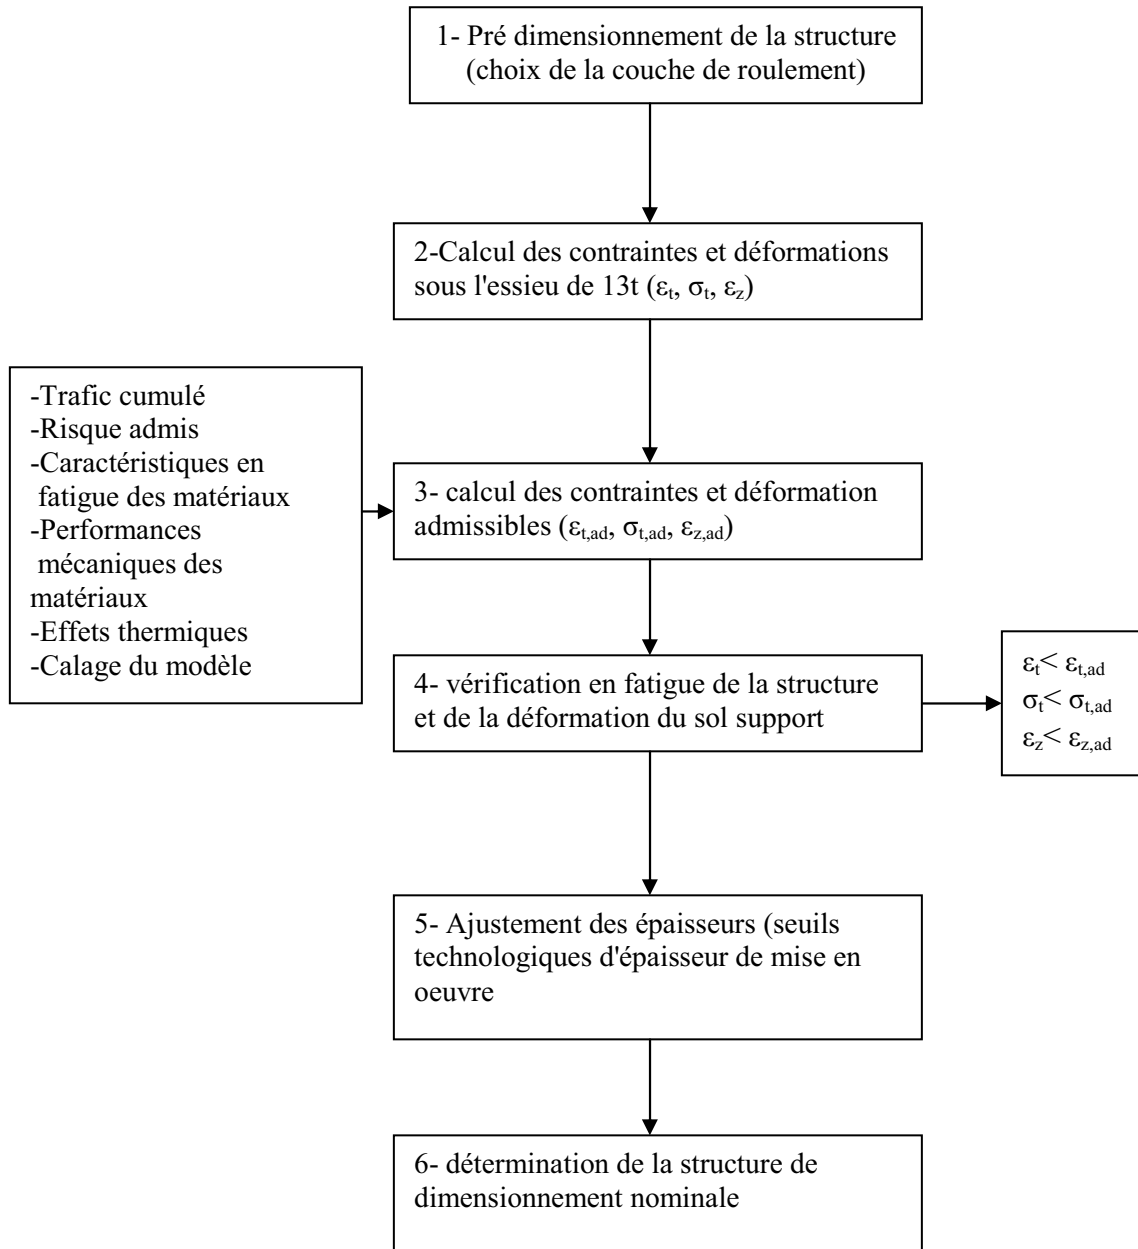 1- Pré dimensionnement de la structure
(choix de la couche de roulement)
2-Calcul des contraintes et déformations
sous l'essieu de 13t (εt, σt, εz)
-Trafic cumulé
-Risque admis
-Caractéristiques en
fatigue des matériaux
-Performances
mécaniques des
matériaux
-Effets thermiques
-Calage du modèle
3- calcul des contraintes et déformation
admissibles (εt,ad, σt,ad, εz,ad)
4- vérification en fatigue de la structure
et de la déformation du sol support
εt< εt,ad
σt< σt,ad
εz< εz,ad
5- Ajustement des épaisseurs (seuils
technologiques d'épaisseur de mise en
oeuvre
6- détermination de la structure de
dimensionnement nominale